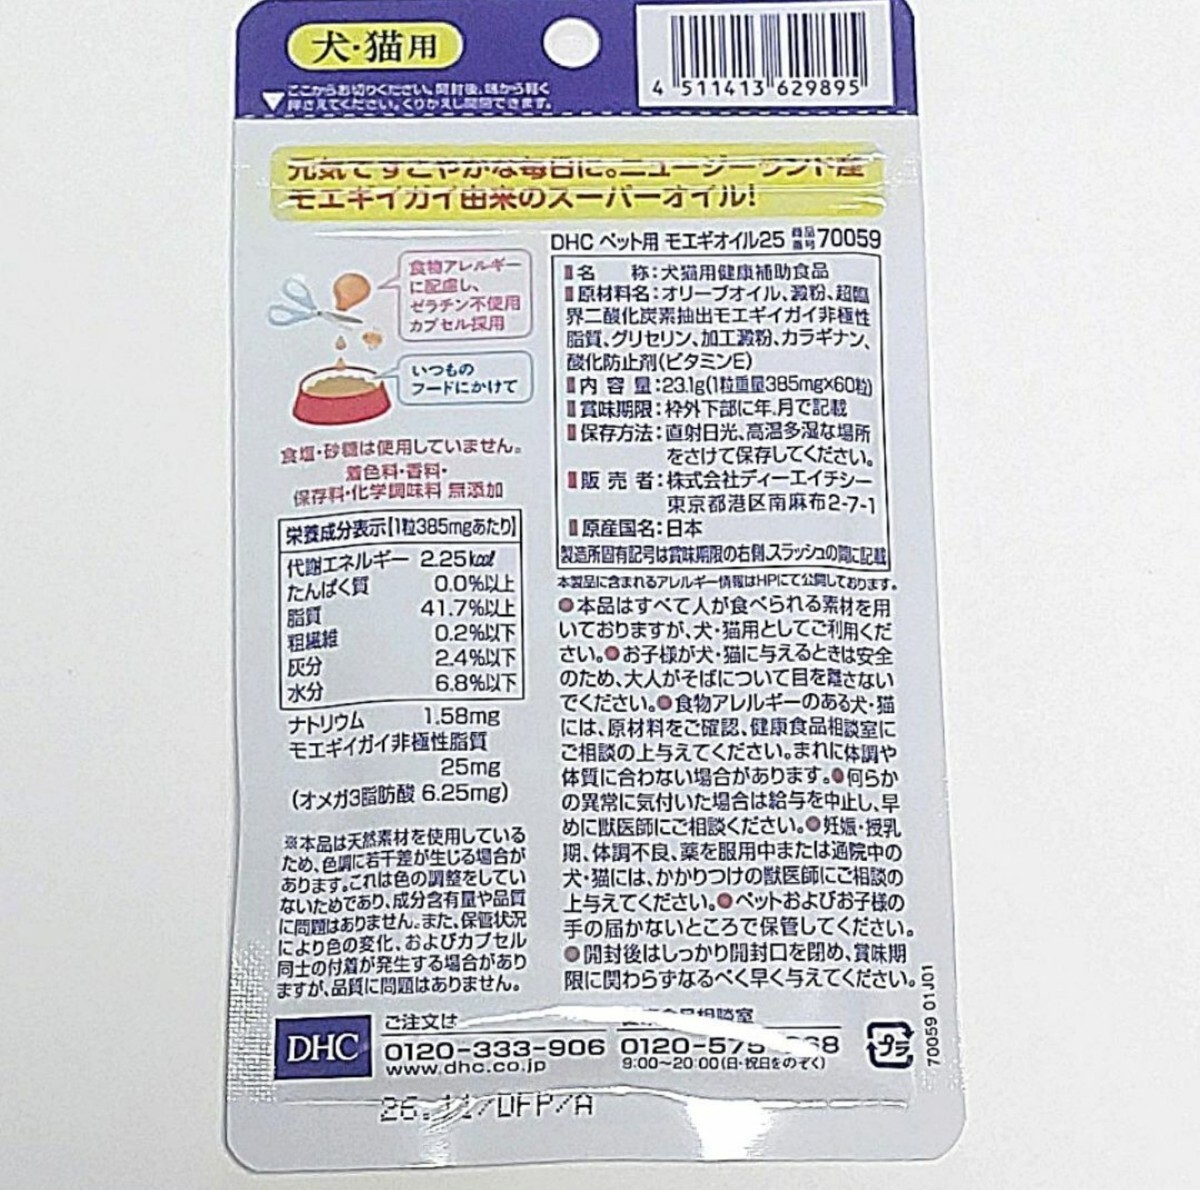 犬・猫用
ここからお切りください。開封後、端から軽く
押さえてください。くりかえし開閉できます。
4 511413 629895
元気ですこやかな毎日に。ニュージーランド産
モエギイガイ由来のスーパーオイル!
食物アレルギー
に配慮し、
ゼラチン不使用
カプセル採用
いつもの
フードにかけて
食塩・砂糖は使用していません。
着色料・香料・
保存料・化学調味料 無添加
栄養成分表示【1粒385mgあたり】
代謝エネルギー 2.25kcal
たんぱく質 0.0%以上
脂質 41.7%以上
粗繊維 0.2%以下
灰分 2.4%以下
水分 6.8%以下
ナトリウム 1.58mg
モエギイガイ非極性脂質
25mg
(オメガ3脂肪酸 6.25mg)
※本品は天然素材を使用している
ため、色調に若干差が生じる場合が
あります。これは色の調整をしてい
ないためであり、成分含有量や品質
に問題はありません。また、保管状況
により色の変化、およびカプセル
同士の付着が発生する場合があり
ますが、品質に問題はありません。
DHC ペット用 モエギオイル25 商品番号70059
名 称:犬猫用健康補助食品
原材料名:オリーブオイル、澱粉、超臨
界二酸化炭素抽出モエギイガイ非極性
脂質、グリセリン、加工澱粉、カラギナン、
酸化防止剤(ビタミンE)
内 容 量:23.1g(1粒重量385mg×60粒)
賞味期限:枠外下部に年.月で記載
保存方法:直射日光、高温多湿な場所
をさけて保存してください。
販 売 者:株式会社ディーエイチシー
東京都港区南麻布2-7-1
原産国名:日本
製造所固有記号は賞味期限の右側、スラッシュの間に記載
本製品に含まれるアレルギー情報はHPにて公開しております。
●本品はすべて人が食べられる素材を用
いておりますが、犬・猫用としてご利用くだ
さい。●お子様が犬・猫に与えるときは安全
のため、大人がそばについて目を離さない
でください。●食物アレルギーのある犬・猫
には、原材料をご確認、健康食品相談室に
ご相談の上与えてください。まれに体調や
体質に合わない場合があります。●何らか
の異常に気付いた場合は給与を中止し、早
めに獣医師にご相談ください。●妊娠・授乳
期、体調不良、薬を服用中または通院中の
犬・猫には、かかりつけの獣医師にご相談の
上与えてください。●ペットおよびお子様の
手の届かないところで保管してください。
●開封後はしっかり開封口を閉め、賞味期
限に関わらずなるべく早く与えてください。
DHC
ご注文は
0120-333-906
www.dhc.co.jp
食品相談室
0120-575-
9:00〜20:00(日・祝日をのぞく)
プラ
70059 01J01
26.11/DFP/A